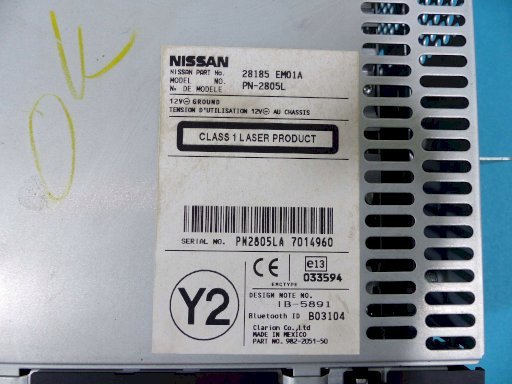 OK
NISSAN
NISSAN PART No. 28185 EM01A
MODEL NO. PN-2805L
No DE MODELE
12V⊖ GROUND
TENSION D'UTILISATION 12V⊖ AU CHASSIS
CLASS 1 LASER PRODUCT
SERIAL NO. PN2805LA 7014960
CE e13
033594
EMCTYPE
Y2
DESIGN NOTE NO.
IB-5891
Bluetooth ID B03104
Clarion Co.,Ltd
MADE IN MEXICO
PART NO. 982-2051-50